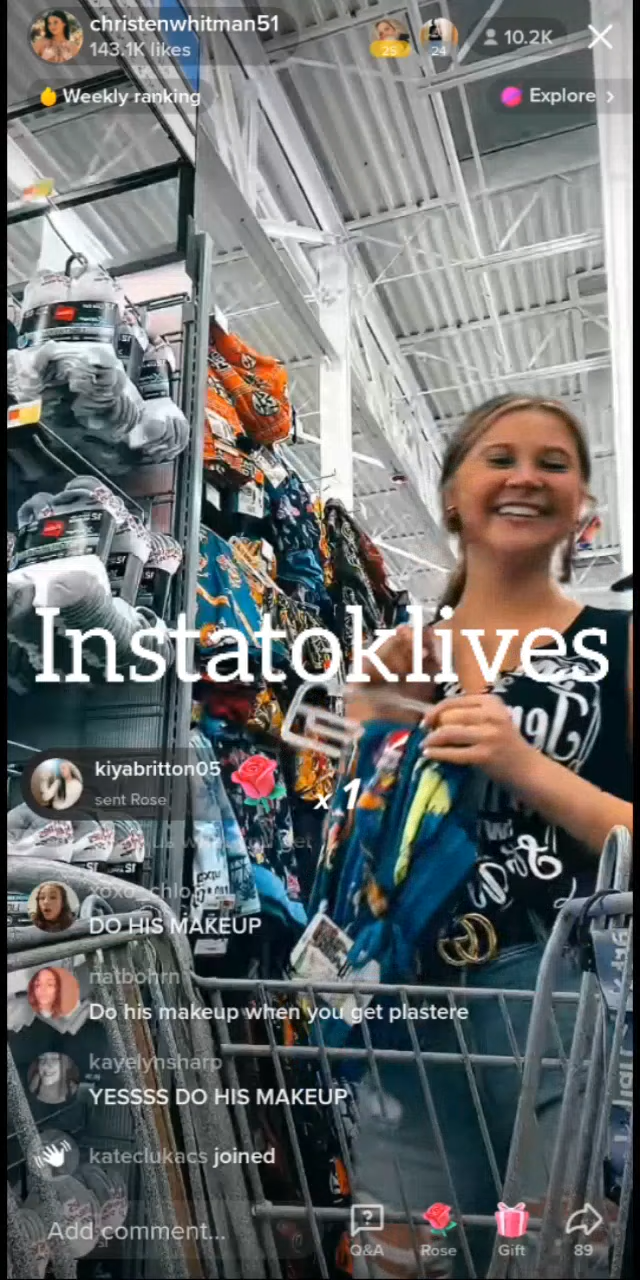 christenwhitman51
143.1K likes
25
24
10.2K
Weekly ranking
Explore >
Instatoklives
kiyabritton05
sent Rose
x 1
DO HIS MAKEUP
natbohrn
Do his makeup when you get plastere
kayelynsharp
YESSSS DO HIS MAKEUP
kateclukacs joined
Add comment...
Q&A
Rose
Gift
89